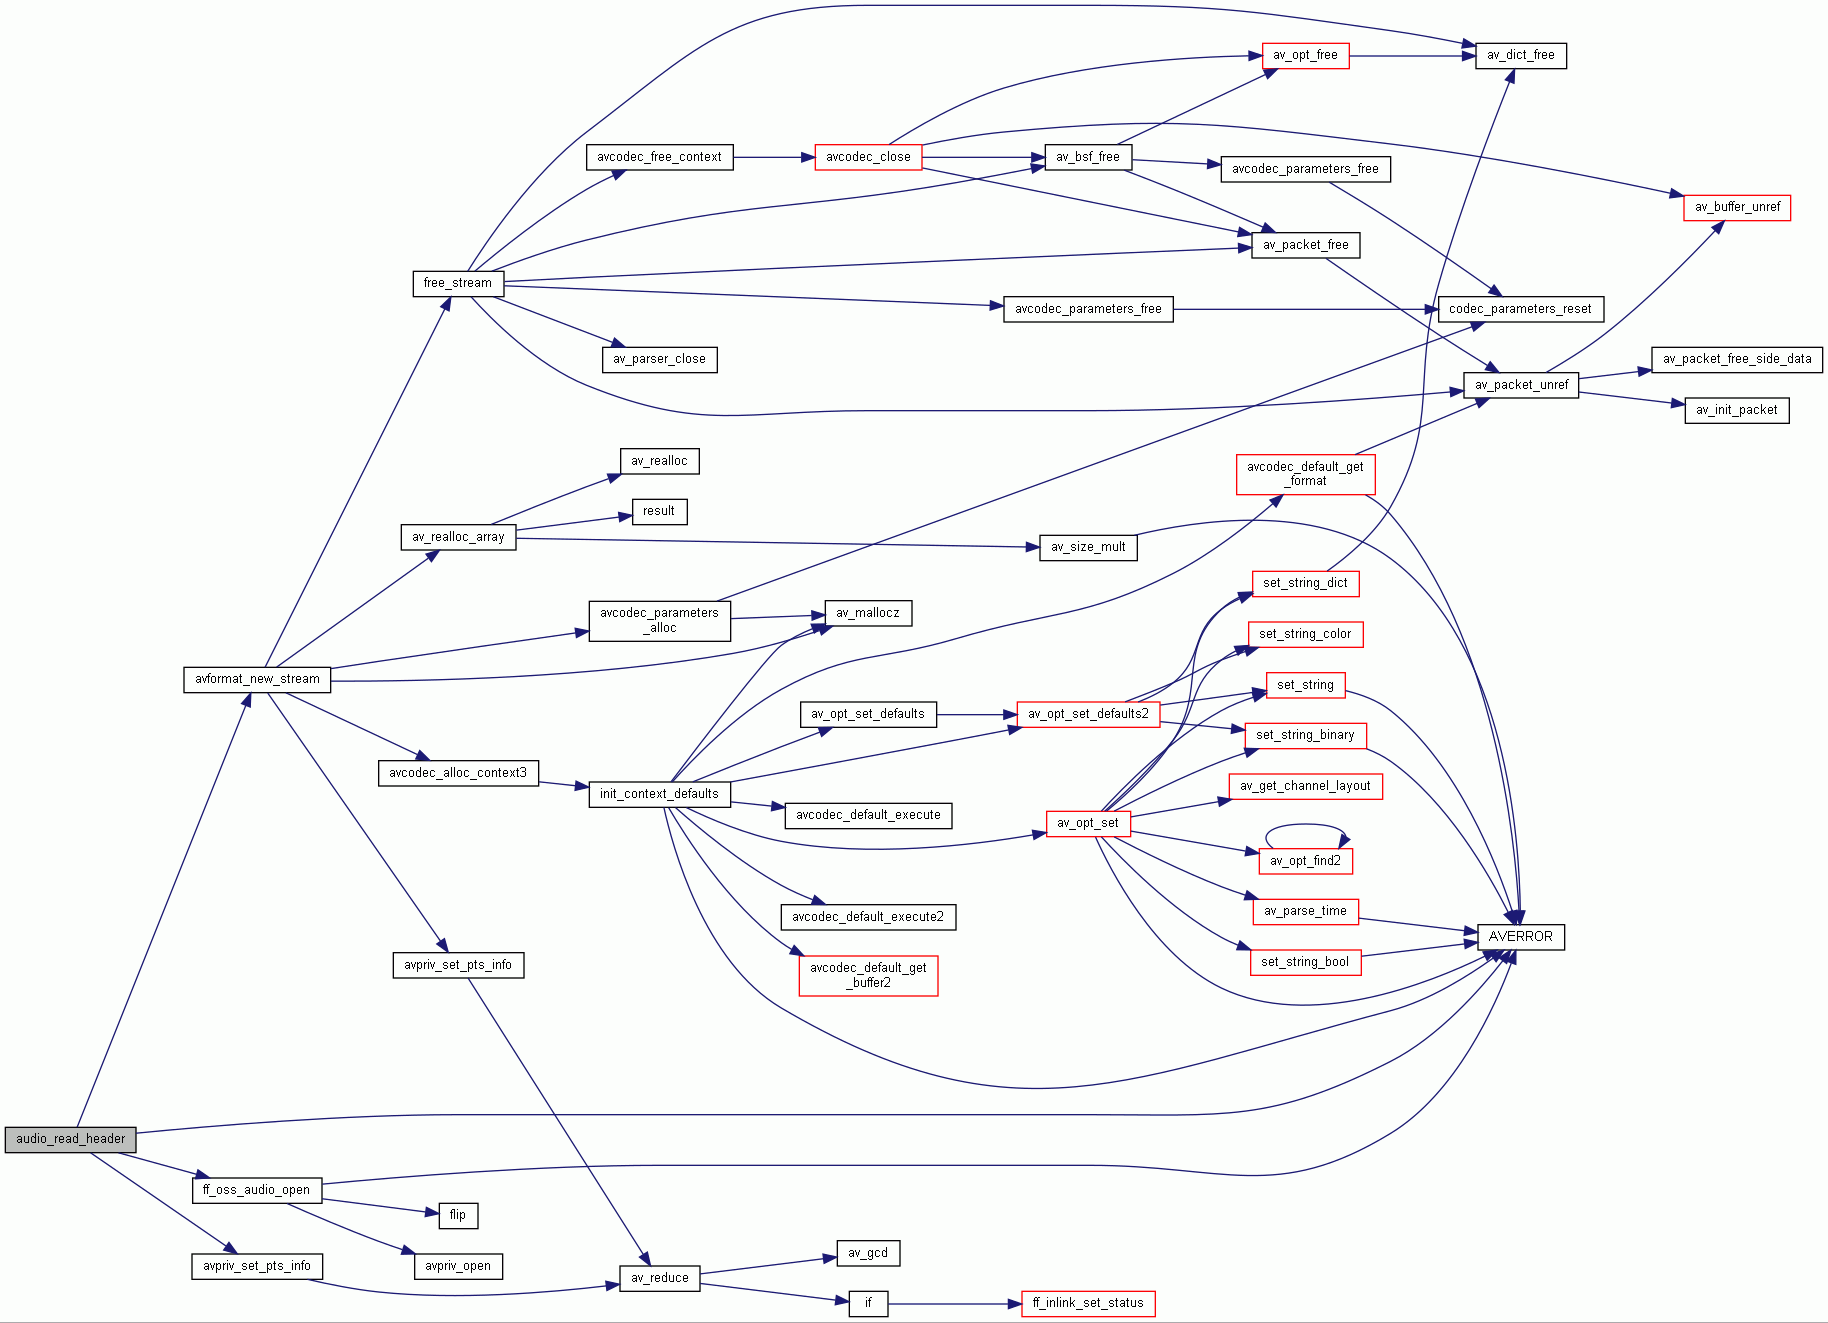 av_opt_free
av_dict_free
avcodec_free_context
avcodec_close
av_bsf_free
avcodec_parameters_free
av_buffer_unref
av_packet_free
free_stream
avcodec_parameters_free
codec_parameters_reset
av_parser_close
av_packet_free_side_data
av_packet_unref
av_init_packet
av_realloc
avcodec_default_get
_format
result
av_realloc_array
av_size_mult
set_string_dict
avcodec_parameters
_alloc
av_mallocz
set_string_color
avformat_new_stream
set_string
av_opt_set_defaults
av_opt_set_defaults2
set_string_binary
avcodec_alloc_context3
av_get_channel_layout
init_context_defaults
avcodec_default_execute
av_opt_set
av_opt_find2
avcodec_default_execute2
av_parse_time
AVERROR
set_string_bool
avpriv_set_pts_info
avcodec_default_get
_buffer2
audio_read_header
ff_oss_audio_open
flip
av_gcd
avpriv_set_pts_info
avpriv_open
av_reduce
if
ff_inlink_set_status